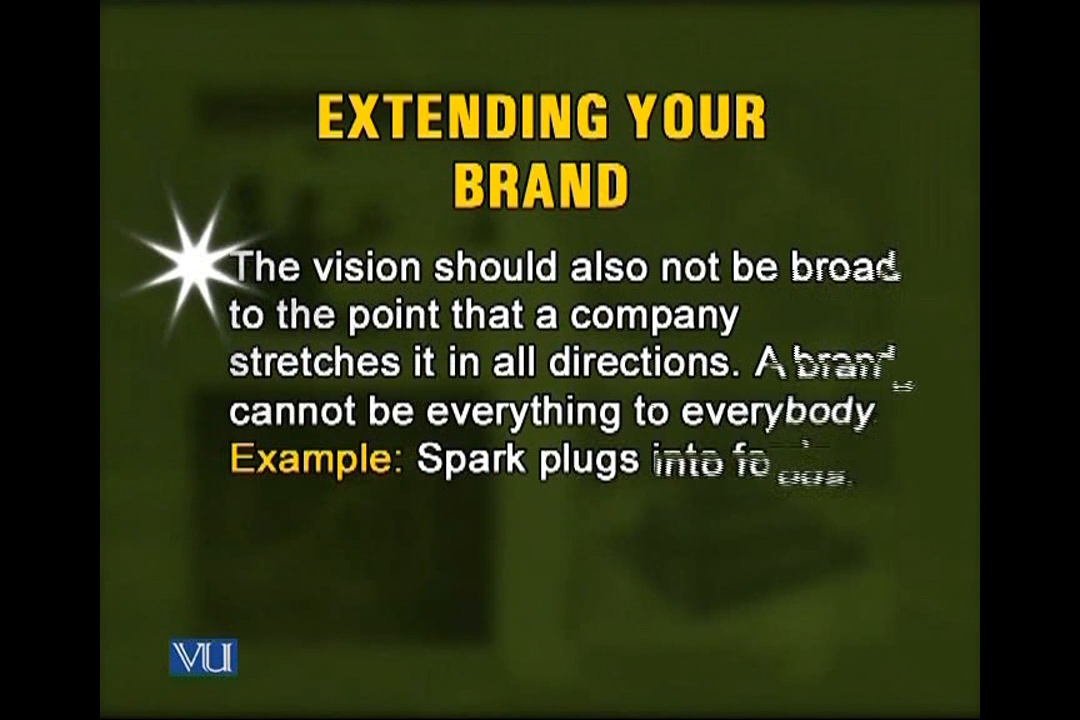 EXTENDING YOUR
BRAND
The vision should also not be broad
to the point that a company
stretches it in all directions. A brand
cannot be everything to everybody
Example: Spark plugs into
VU